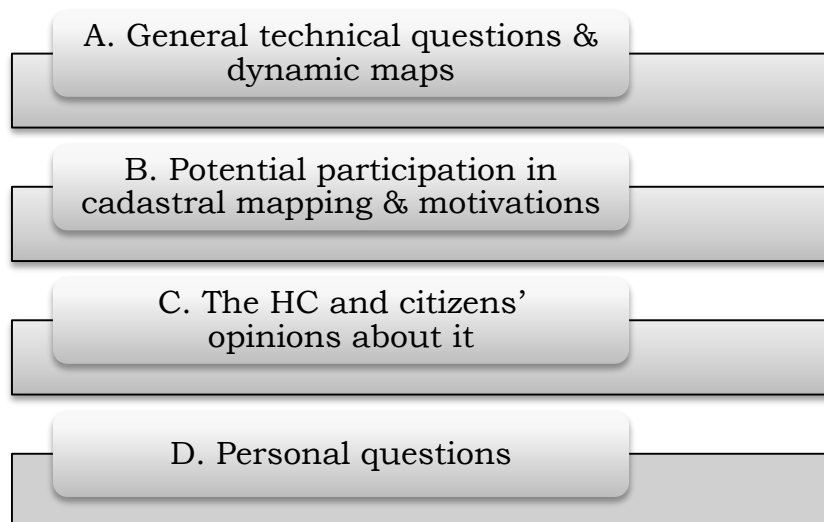 A. General technical questions &
dynamic maps
B. Potential participation in
cadastral mapping & motivations
C. The HC and citizens’
opinions about it
D. Personal questions